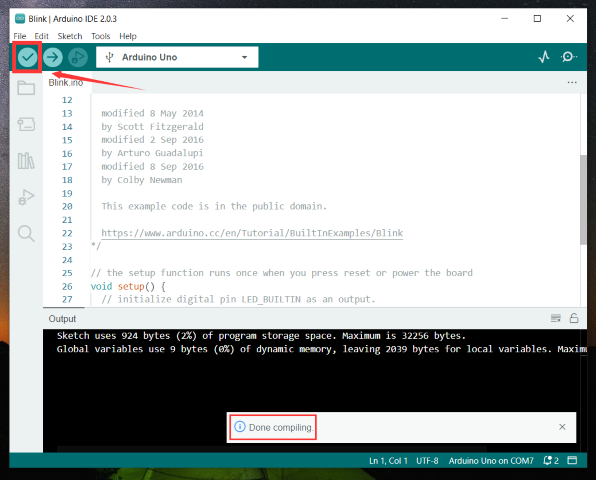 Blink | Arduino IDE 2.0.3
File Edit Sketch Tools Help
Arduino Uno
Blink.ino
12
13 modified 8 May 2014
14 by Scott Fitzgerald
15 modified 2 Sep 2016
16 by Arturo Guadalupi
17 modified 8 Sep 2016
18 by Colby Newman
19
20 This example code is in the public domain.
21
22 https://www.arduino.cc/en/Tutorial/BuiltInExamples/Blink
23 */
24
25 // the setup function runs once when you press reset or power the board
26 void setup() {
27 // initialize digital pin LED_BUILTIN as an output.
Output
Sketch uses 924 bytes (2%) of program storage space. Maximum is 32256 bytes.
Global variables use 9 bytes (0%) of dynamic memory, leaving 2039 bytes for local variables. Maxim
Done compiling.
Ln 1, Col 1 UTF-8 Arduino Uno on COM7 2